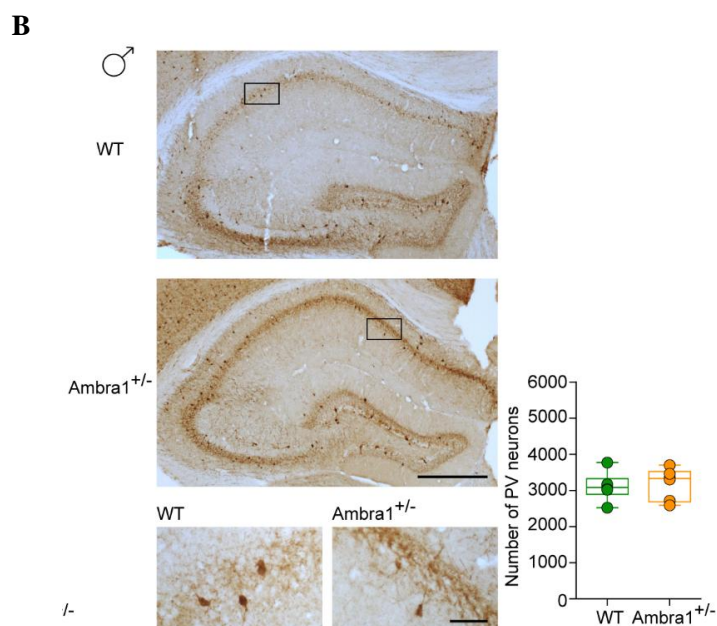 B
♂
WT
Ambra1+/-
WT
Ambra1+/-
/-
Number of PV neurons
6000
5000
4000
3000
2000
1000
0
WT
Ambra1+/-